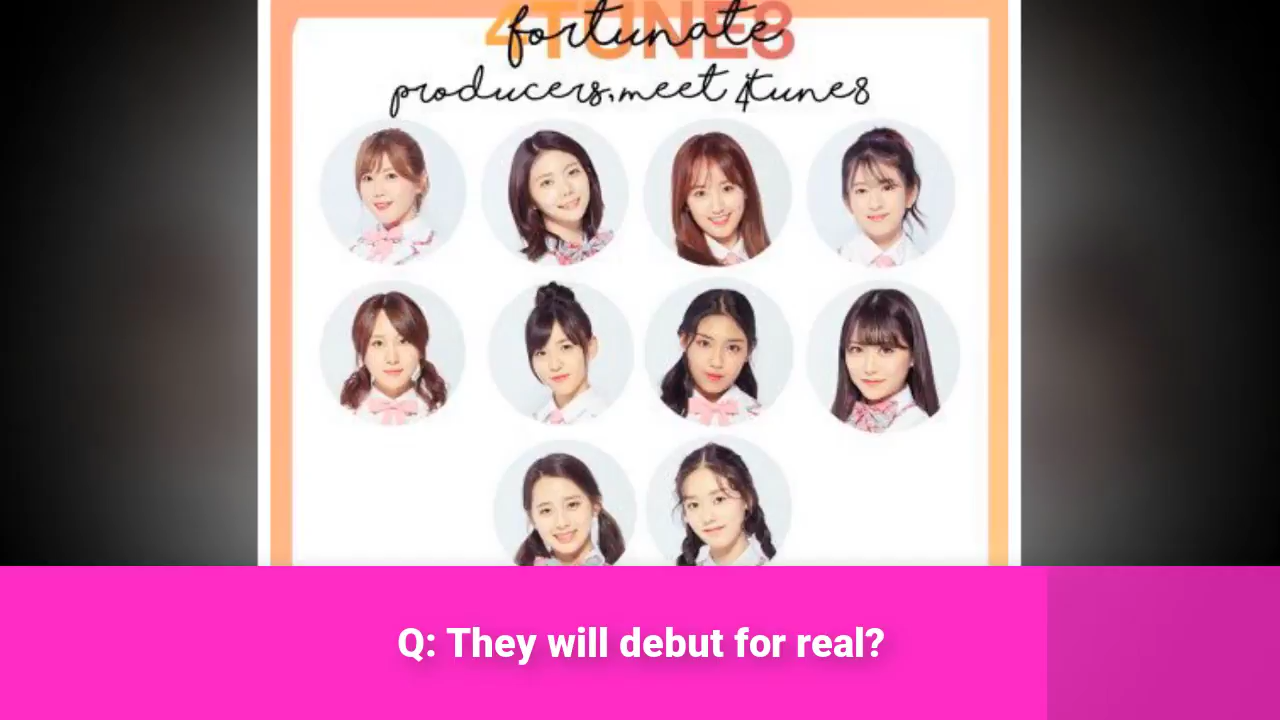 4TUNE8
fortunate
producers, meet 4tune8
Q: They will debut for real?